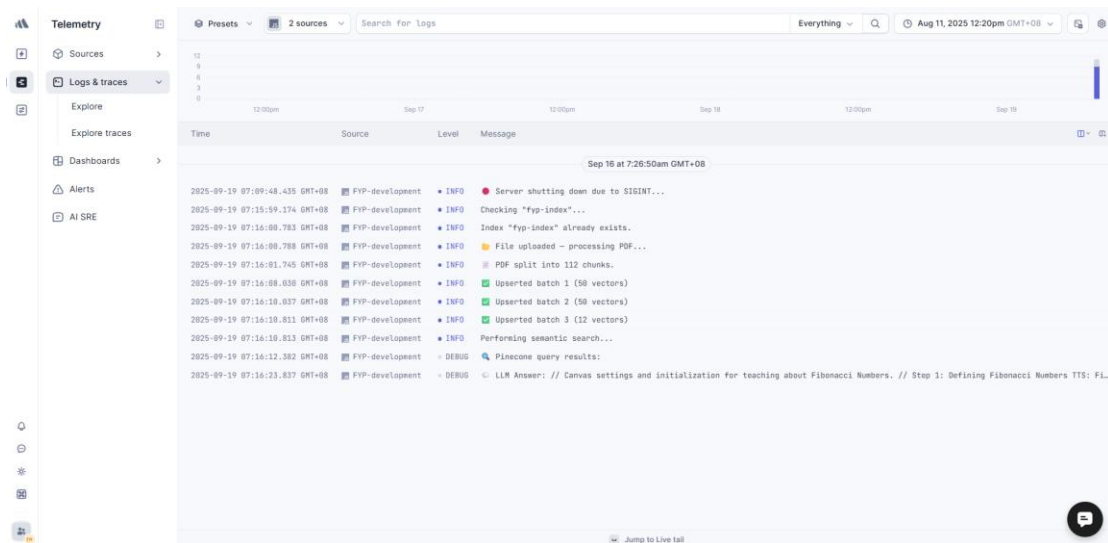 Telemetry
Presets
2 sources
Search for logs
Everything
Aug 11, 2025 12:20pm GMT+08
Sources
Logs & traces
Explore
Explore traces
Dashboards
Alerts
AI SRE
12
9
6
3
0
12:00pm
Sep 17
12:00pm
Sep 18
12:00pm
Sep 19
Time Source Level Message
Sep 16 at 7:26:50am GMT+08
2025-09-19 07:09:48.435 GMT+08 FYP-development INFO Server shutting down due to SIGINT...
2025-09-19 07:15:59.174 GMT+08 FYP-development INFO Checking "fyp-index"...
2025-09-19 07:16:00.783 GMT+08 FYP-development INFO Index "fyp-index" already exists.
2025-09-19 07:16:00.788 GMT+08 FYP-development INFO File uploaded — processing PDF...
2025-09-19 07:16:01.745 GMT+08 FYP-development INFO PDF split into 112 chunks.
2025-09-19 07:16:08.030 GMT+08 FYP-development INFO Upserted batch 1 (50 vectors)
2025-09-19 07:16:10.037 GMT+08 FYP-development INFO Upserted batch 2 (50 vectors)
2025-09-19 07:16:10.811 GMT+08 FYP-development INFO Upserted batch 3 (12 vectors)
2025-09-19 07:16:10.813 GMT+08 FYP-development INFO Performing semantic search...
2025-09-19 07:16:12.382 GMT+08 FYP-development DEBUG Pinecone query results:
2025-09-19 07:16:23.837 GMT+08 FYP-development DEBUG LLM Answer: // Canvas settings and initialization for teaching about Fibonacci Numbers. // Step 1: Defining Fibonacci Numbers TTS: Fi…
Jump to Live tail